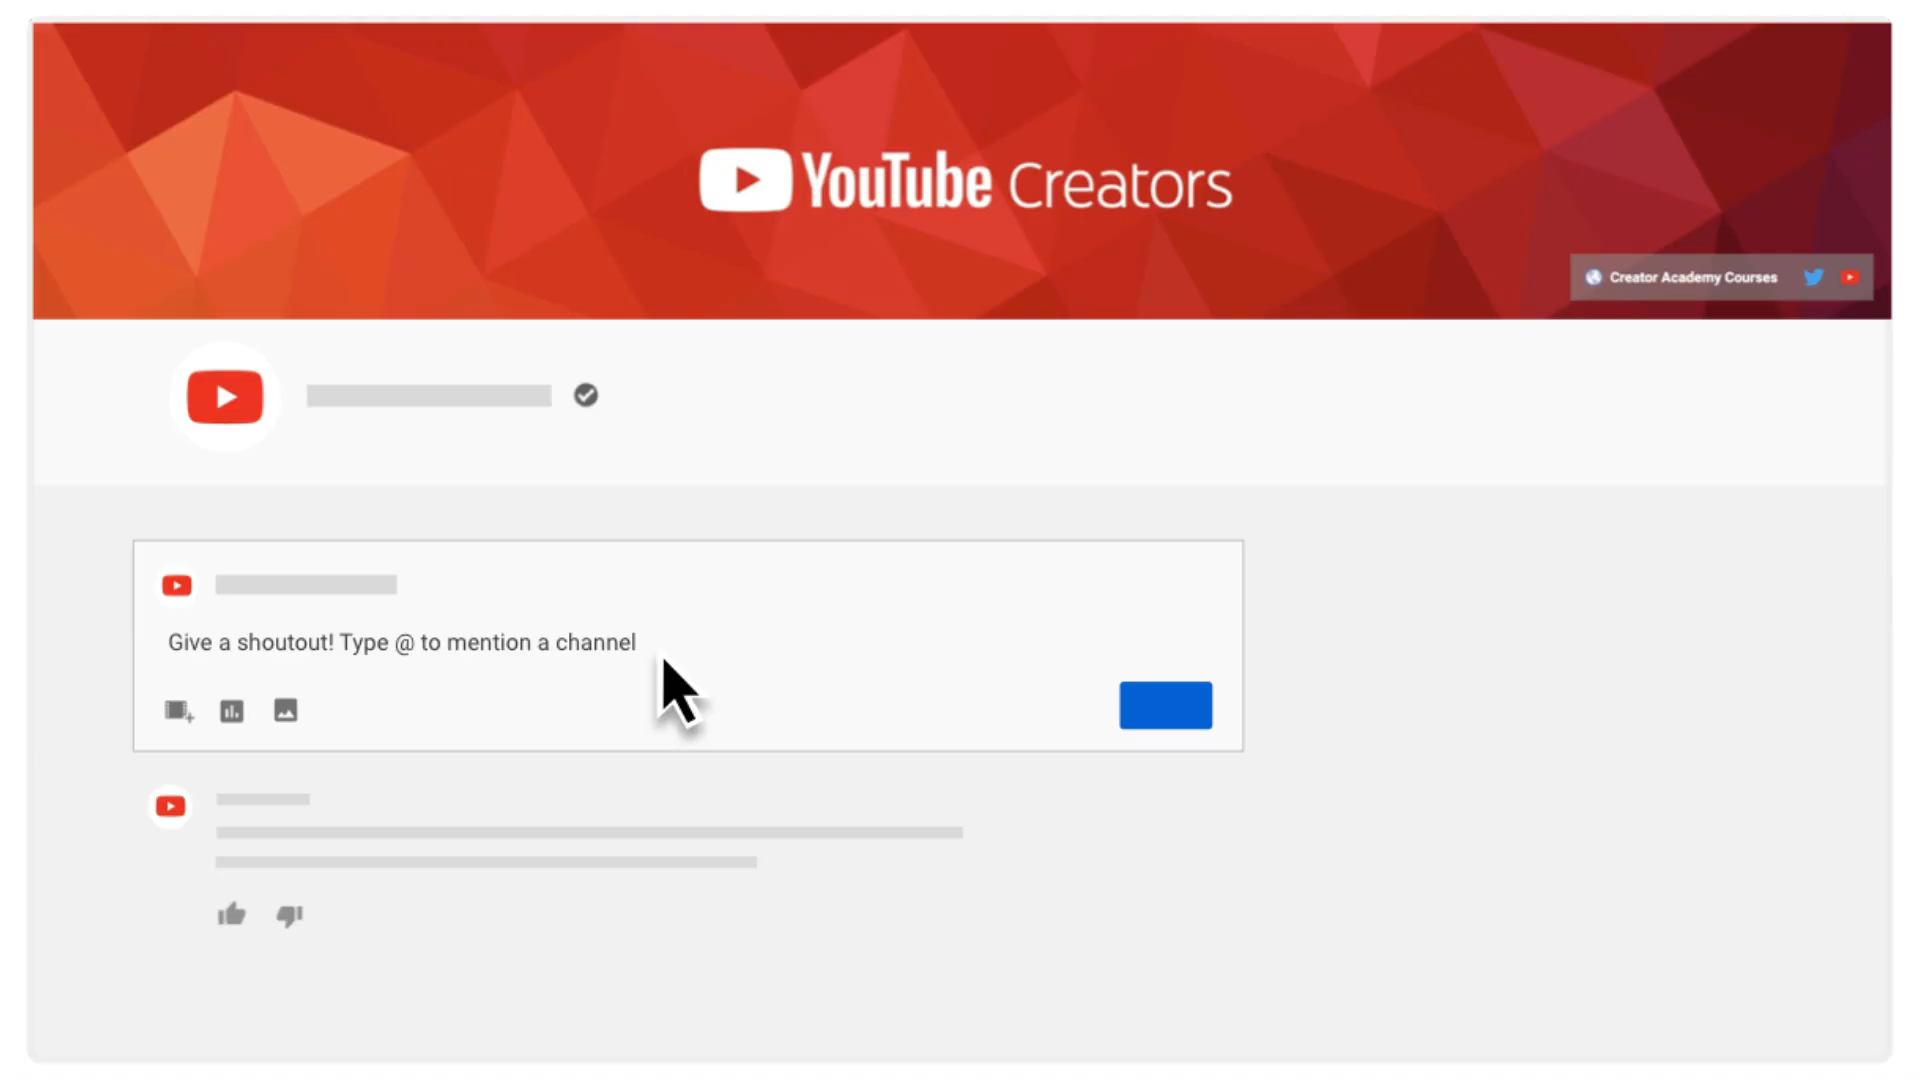 YouTube Creators
Creator Academy Courses
Give a shoutout! Type @ to mention a channel